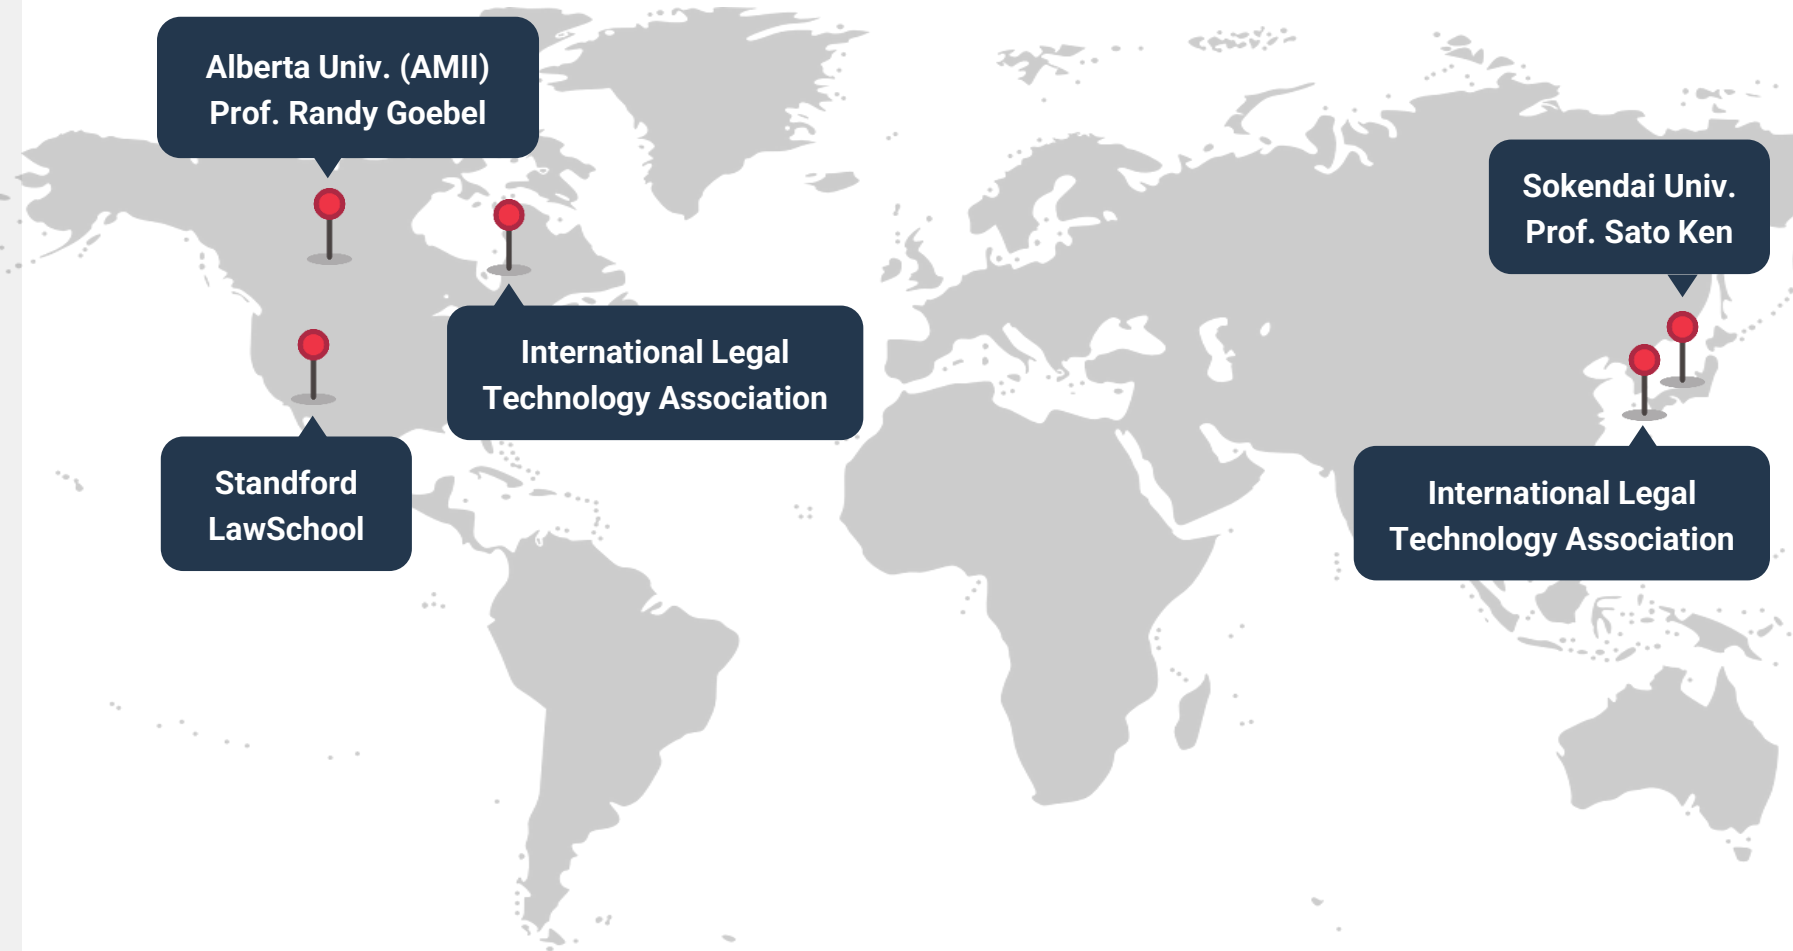 Alberta Univ. (AMII)
Prof. Randy Goebel
Sokendai Univ.
Prof. Sato Ken
International Legal
Technology Association
Standford
LawSchool
International Legal
Technology Association